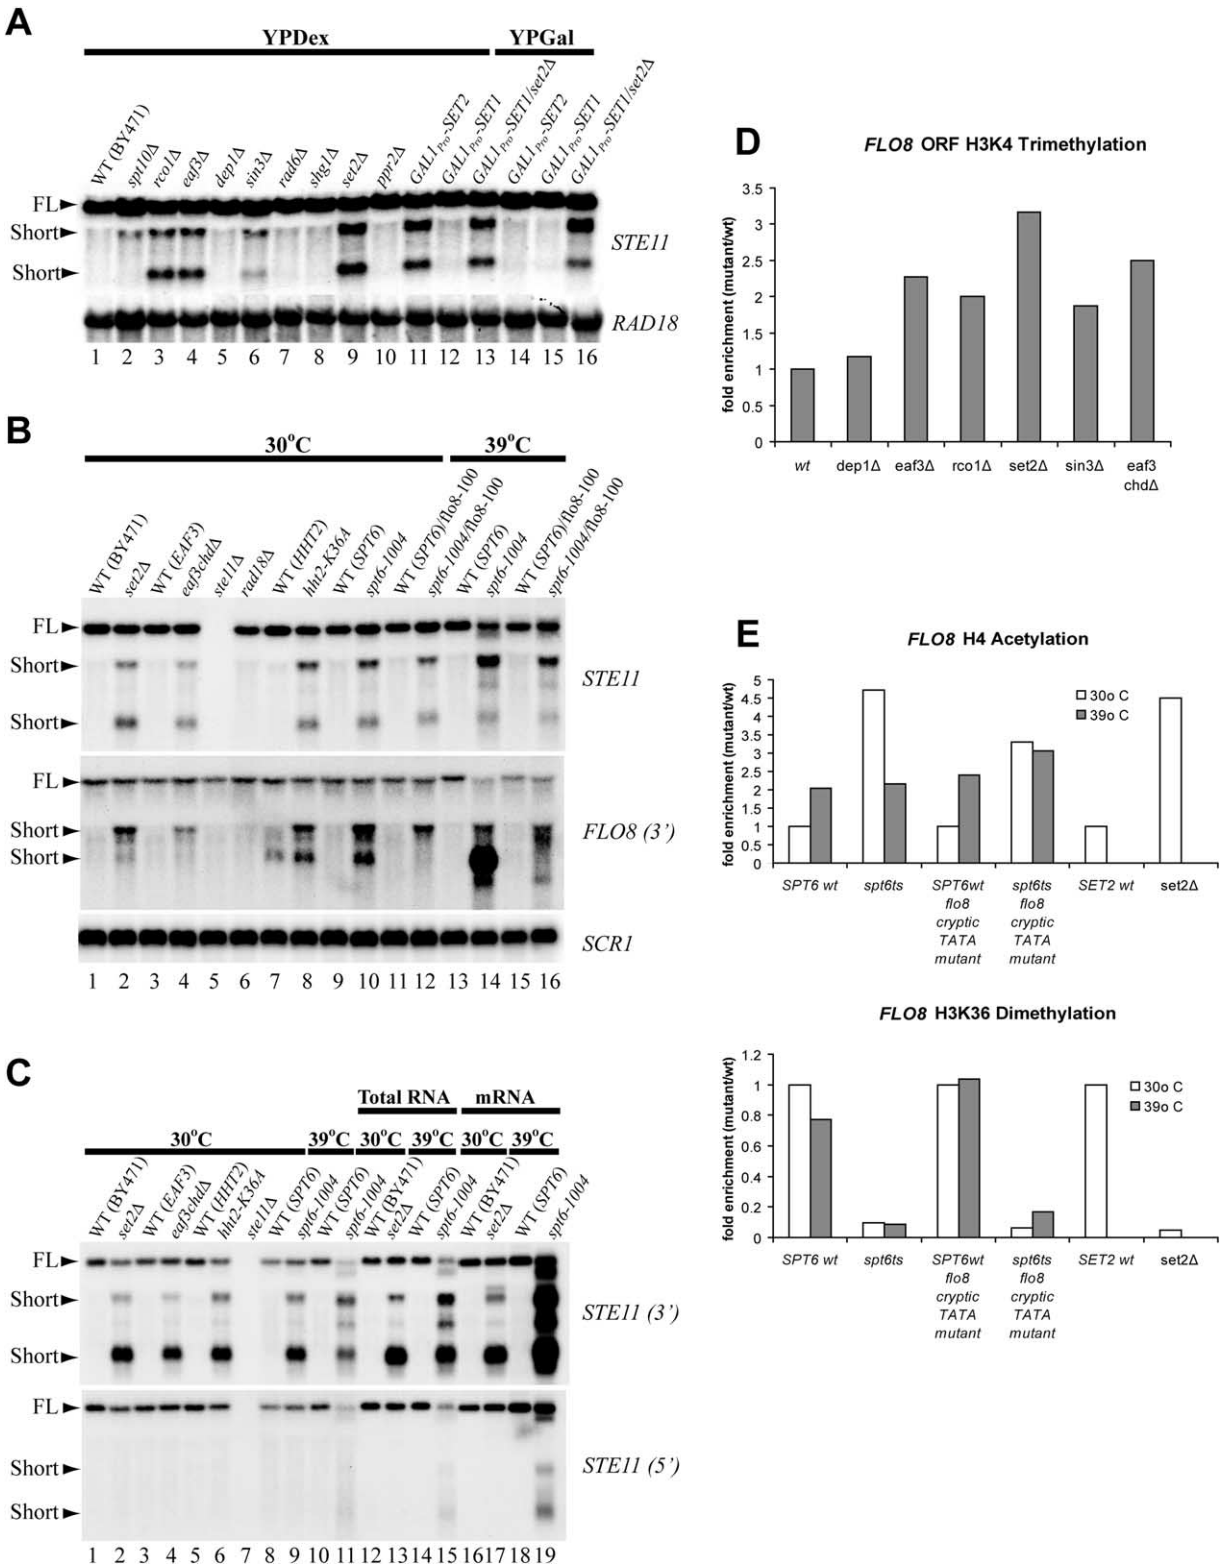 A
YPDex YPGal
WT (BY471) spt10Δ rco1Δ eaf3Δ dep1Δ sin3Δ rad6Δ shg1Δ set2Δ ppr2Δ GAL1Pro-SET2 GAL1Pro-SET1 GAL1Pro-SET1/set2Δ GAL1Pro-SET2 GAL1Pro-SET1 GAL1Pro-SET1/set2Δ
FL
Short
STE11
Short
RAD18
1 2 3 4 5 6 7 8 9 10 11 12 13 14 15 16
B
30°C 39°C
WT (BY471) set2Δ WT (EAF3) eaf3chdΔ ste11Δ rad18Δ WT (HHT2) hht2-K36A WT (SPT6) spt6-1004 WT (SPT6)/flo8-100 spt6-1004/flo8-100 WT (SPT6) spt6-1004 WT (SPT6)/flo8-100 spt6-1004/flo8-100
FL
Short
STE11
Short
FL
Short
FLO8 (3')
Short
SCR1
1 2 3 4 5 6 7 8 9 10 11 12 13 14 15 16
C
Total RNA mRNA
30°C 39°C 30°C 39°C 30°C 39°C
WT (BY471) set2Δ WT (EAF3) eaf3chdΔ WT (HHT2) hht2-K36A ste11Δ WT (SPT6) spt6-1004 WT (SPT6) spt6-1004 WT (BY471) set2Δ WT (SPT6) spt6-1004 WT (BY471) set2Δ WT (SPT6) spt6-1004
FL
Short
STE11 (3')
Short
FL
Short
STE11 (5')
Short
1 2 3 4 5 6 7 8 9 10 11 12 13 14 15 16 17 18 19
D
FLO8 ORF H3K4 Trimethylation
fold enrichment (mutant/wt)
3.5
3
2.5
2
1.5
1
0.5
0
wt dep1Δ eaf3Δ rco1Δ set2Δ sin3Δ eaf3
chdΔ
E
FLO8 H4 Acetylation
fold enrichment (mutant/wt)
5
4.5
4
3.5
3
2.5
2
1.5
1
0.5
0
30o C
39o C
SPT6 wt spt6ts SPT6wt spt6ts SET2 wt set2Δ
flo8 flo8
cryptic cryptic
TATA TATA
mutant mutant
FLO8 H3K36 Dimethylation
fold enrichment (mutant/wt)
1.2
1
0.8
0.6
0.4
0.2
0
30o C
39o C
SPT6 wt spt6ts SPT6wt spt6ts SET2 wt set2Δ
flo8 flo8
cryptic cryptic
TATA TATA
mutant mutant